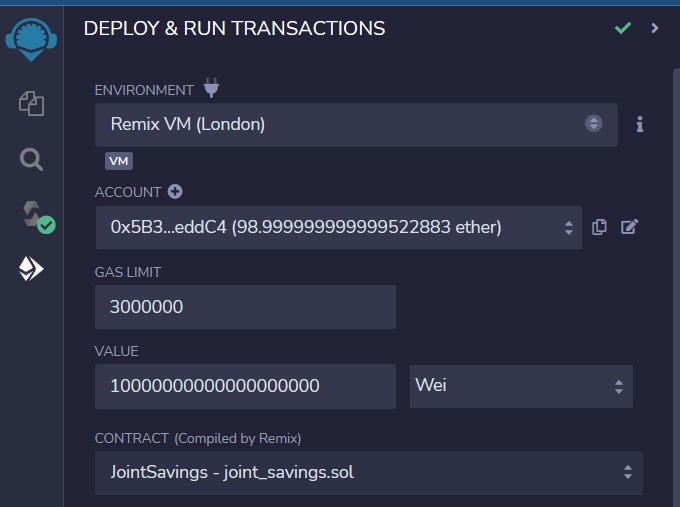 DEPLOY & RUN TRANSACTIONS
ENVIRONMENT
Remix VM (London)
VM
ACCOUNT
0x5B3...eddC4 (98.999999999999522883 ether)
GAS LIMIT
3000000
VALUE
10000000000000000000
Wei
CONTRACT (Compiled by Remix)
JointSavings - joint_savings.sol